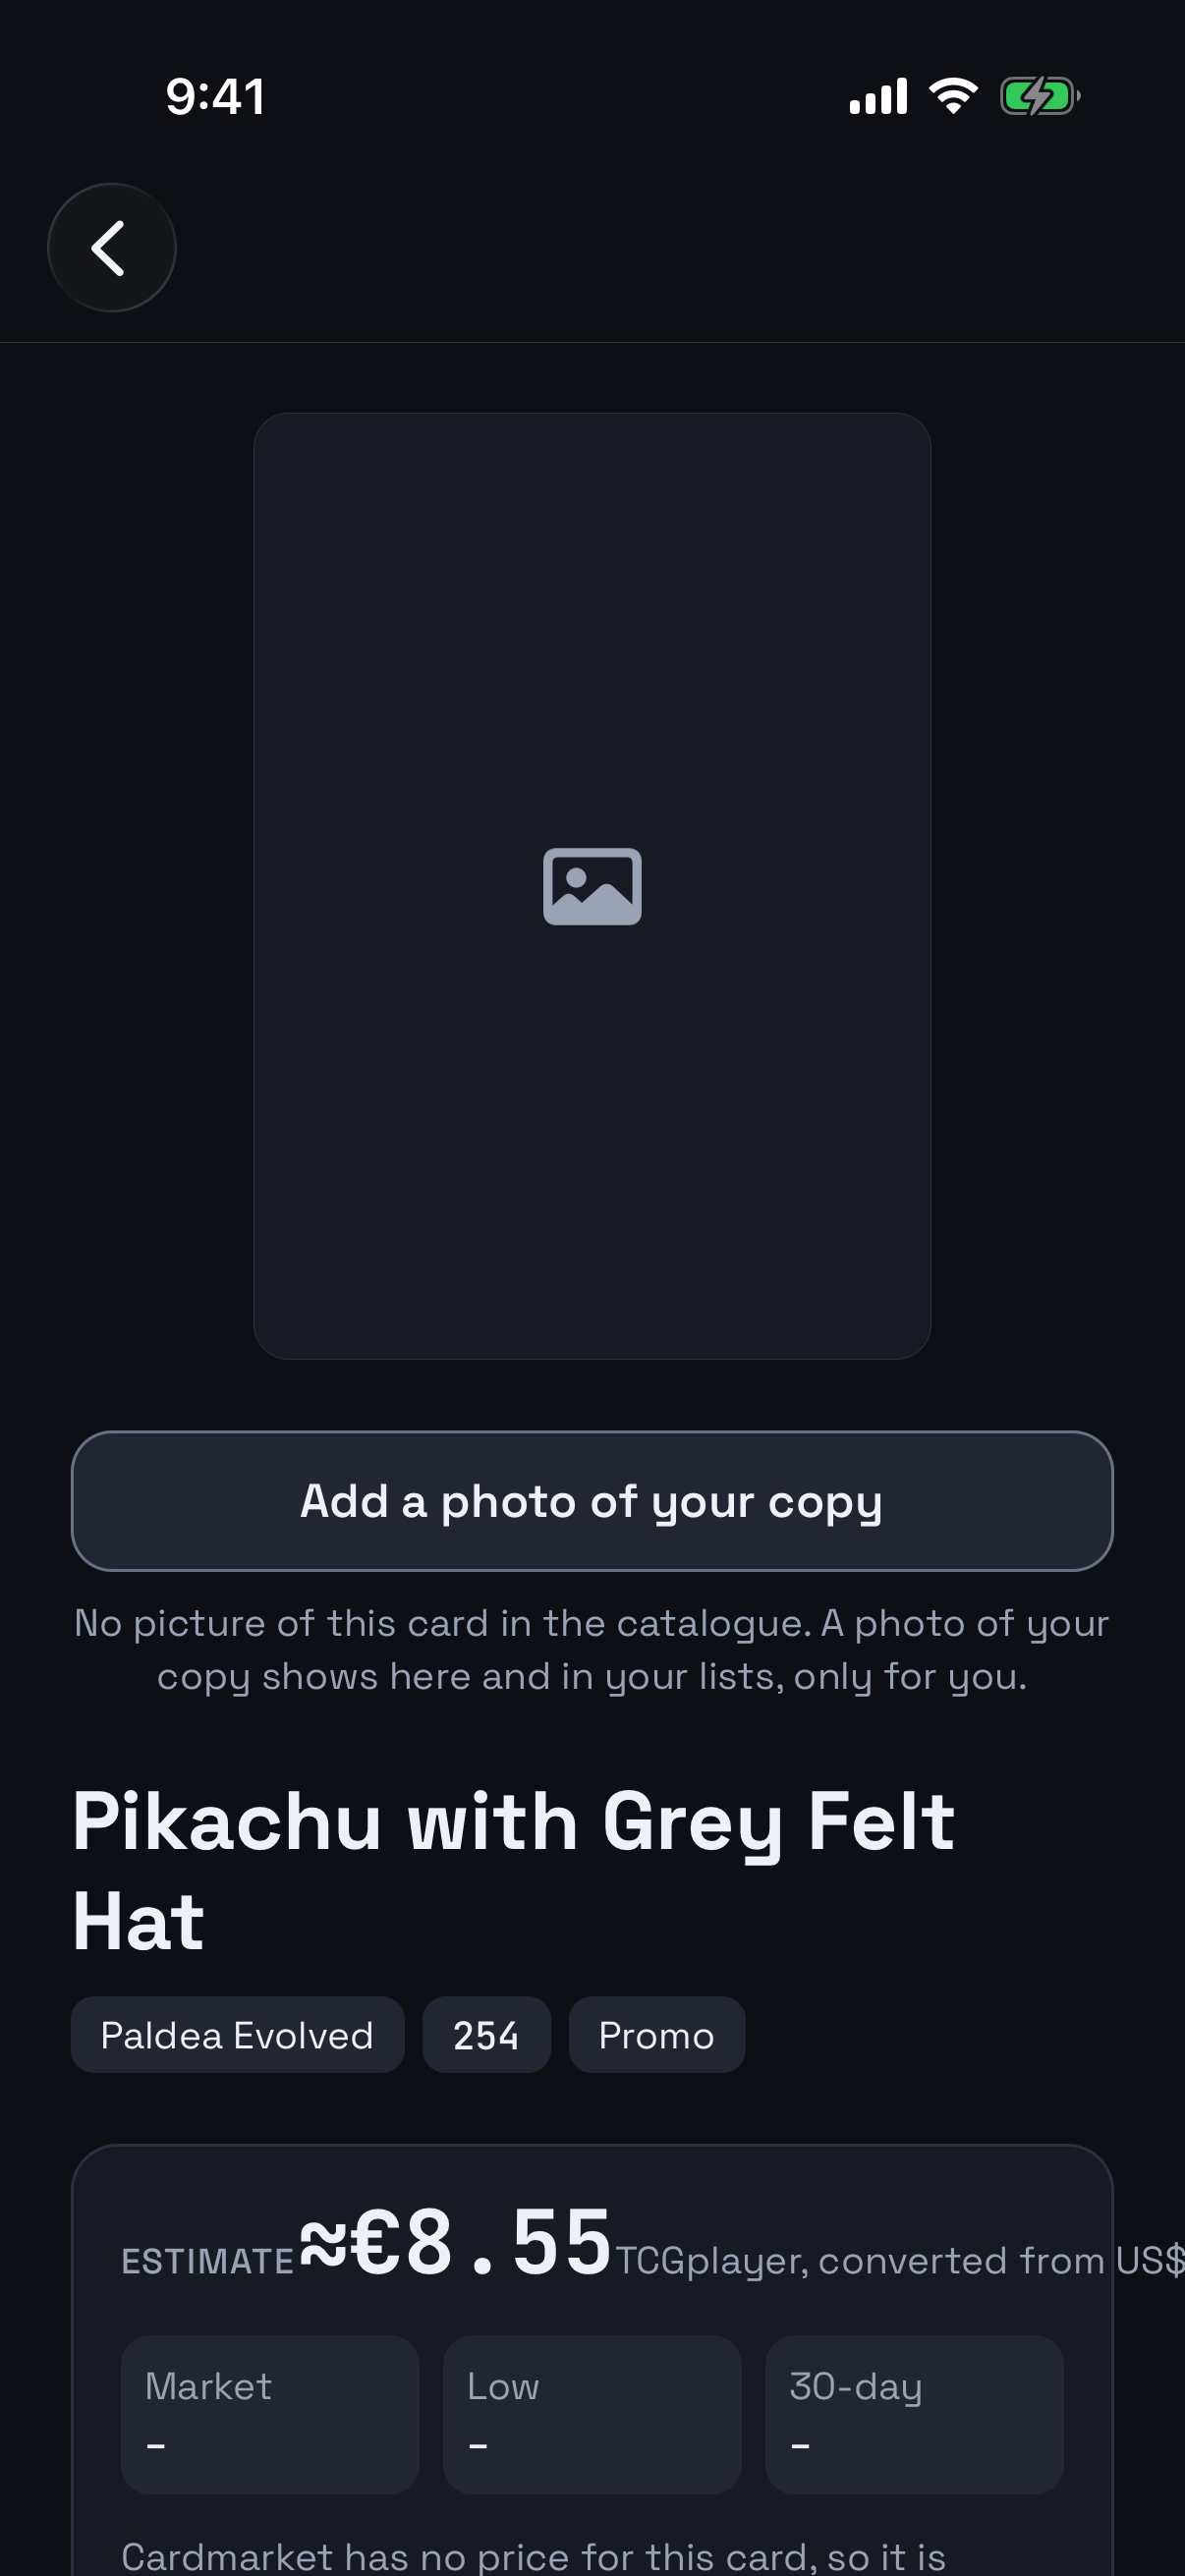 9:41
Add a photo of your copy
No picture of this card in the catalogue. A photo of your
copy shows here and in your lists, only for you.
Pikachu with Grey Felt
Hat
Paldea Evolved 254 Promo
ESTIMATE ≈€8.55 TCGplayer, converted from US$
Market Low 30-day
– – –
Cardmarket has no price for this card, so it is